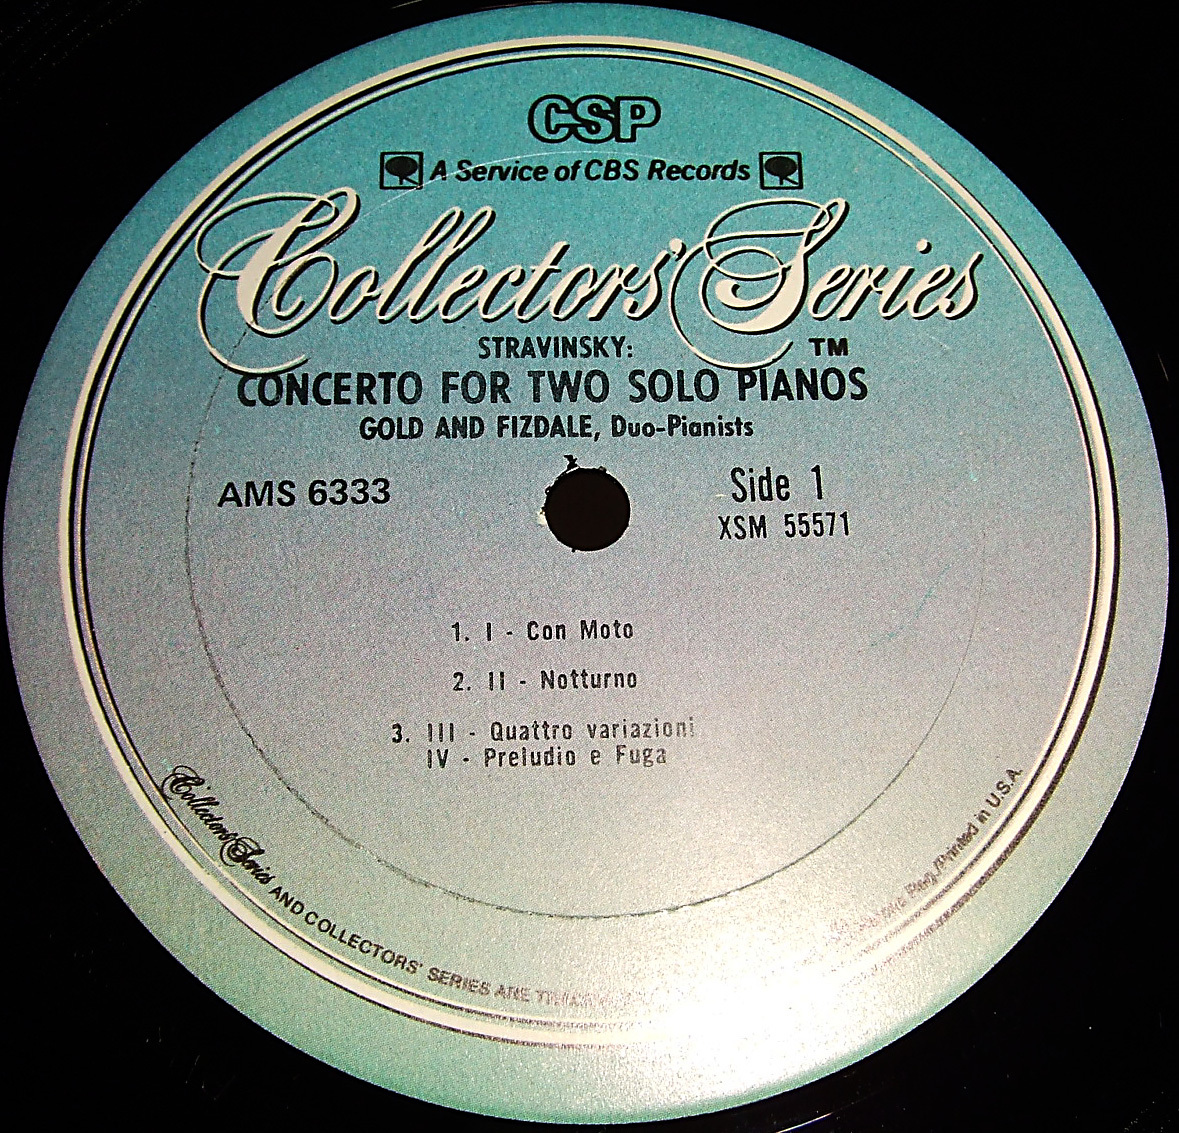 CSP
A Service of CBS Records
Collectors' Series
TM
STRAVINSKY:
CONCERTO FOR TWO SOLO PIANOS
GOLD AND FIZDALE, Duo-Pianists
AMS 6333
Side 1
XSM 55571
1. I - Con Moto
2. II - Notturno
3. III - Quattro variazioni
IV - Preludio e Fuga
Collectors' Series AND COLLECTORS' SERIES ARE
Reg./Printed in U.S.A.